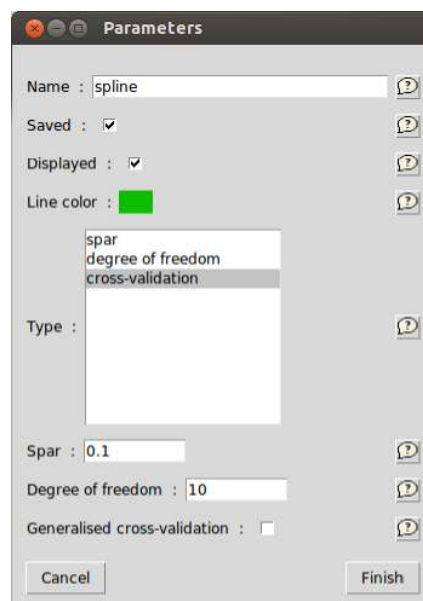 Parameters
Name : spline
Saved :
Displayed :
Line color :
spar
degree of freedom
cross-validation
Type :
Spar : 0.1
Degree of freedom : 10
Generalised cross-validation :
Cancel Finish